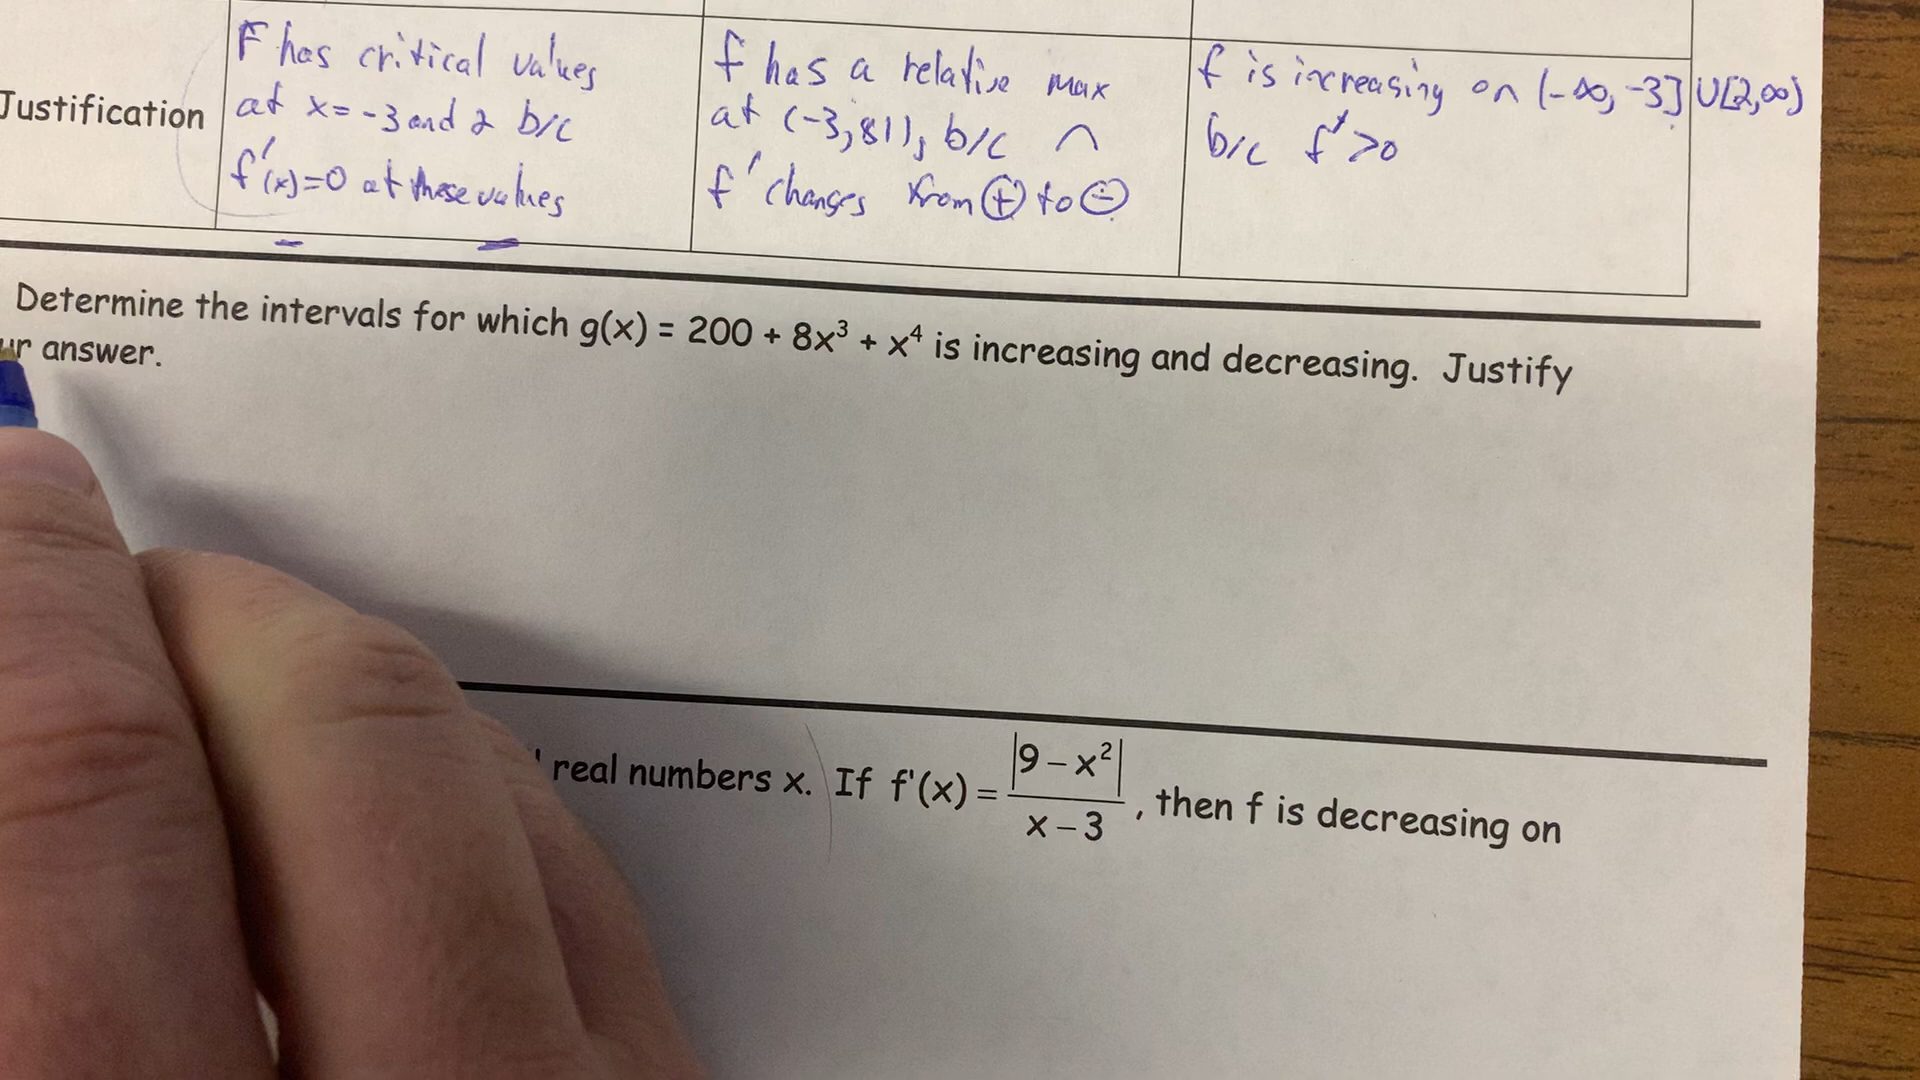 F has critical values
at x = -3 and 2 b/c
f'(x)=0 at these values
f has a relative max
at (-3,81), b/c
f' changes from + to -
f is increasing on (-∞, -3] U[2,∞)
b/c f'>0
Justification
Determine the intervals for which g(x) = 200 + 8x³ + x⁴ is increasing and decreasing. Justify
answer.
real numbers x. If f'(x) = |9 – x²| / x – 3 , then f is decreasing on